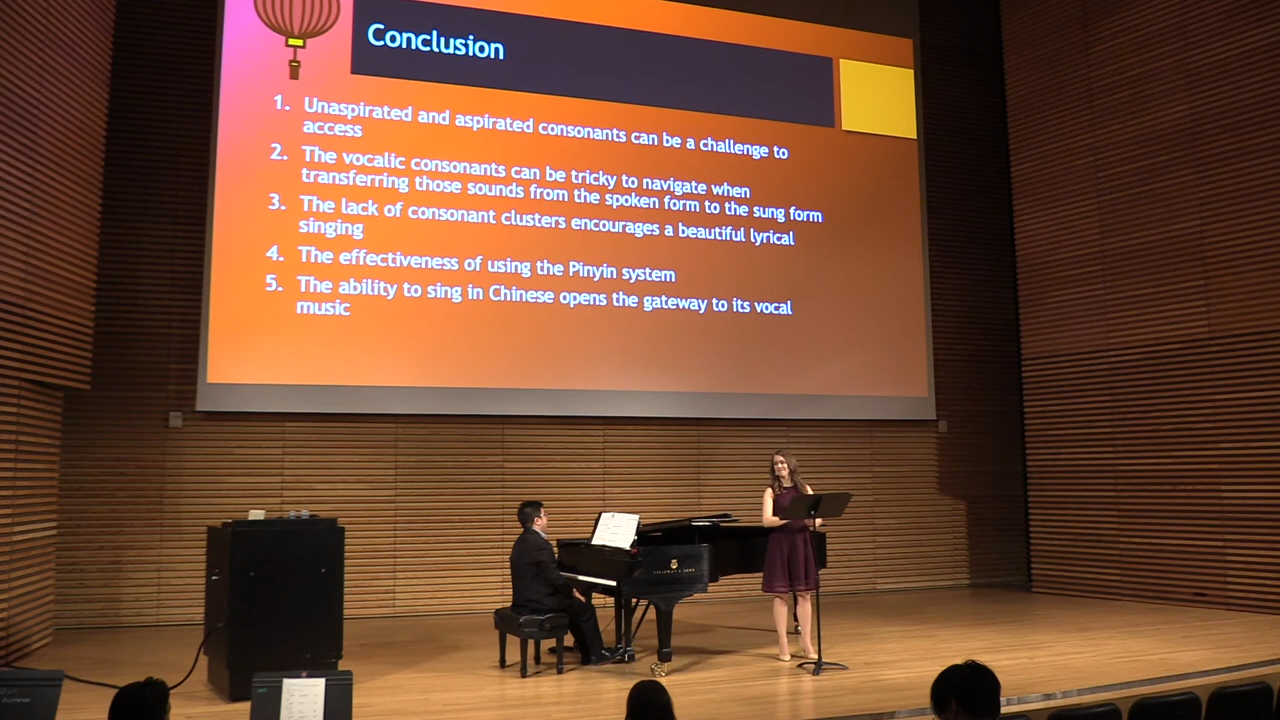 Conclusion
1. Unaspirated and aspirated consonants can be a challenge to
access
2. The vocalic consonants can be tricky to navigate when
transferring those sounds from the spoken form to the sung form
3. The lack of consonant clusters encourages a beautiful lyrical
singing
4. The effectiveness of using the Pinyin system
5. The ability to sing in Chinese opens the gateway to its vocal
music
STEINWAY & SONS